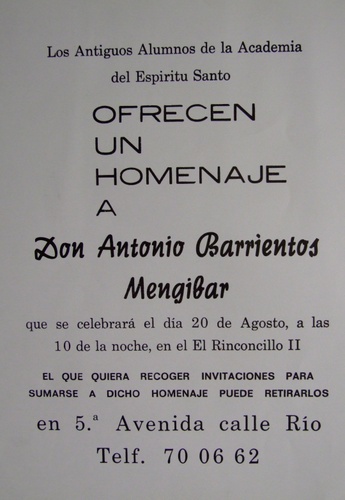 Los Antiguos Alumnos de la Academia
del Espiritu Santo
OFRECEN
UN
HOMENAJE
A
Don Antonio Barrientos
Mengibar
que se celebrará el día 20 de Agosto, a las
10 de la noche, en el El Rinconcillo II
EL QUE QUIERA RECOGER INVITACIONES PARA
SUMARSE A DICHO HOMENAJE PUEDE RETIRARLOS
en 5.ª Avenida calle Río
Telf. 70 06 62